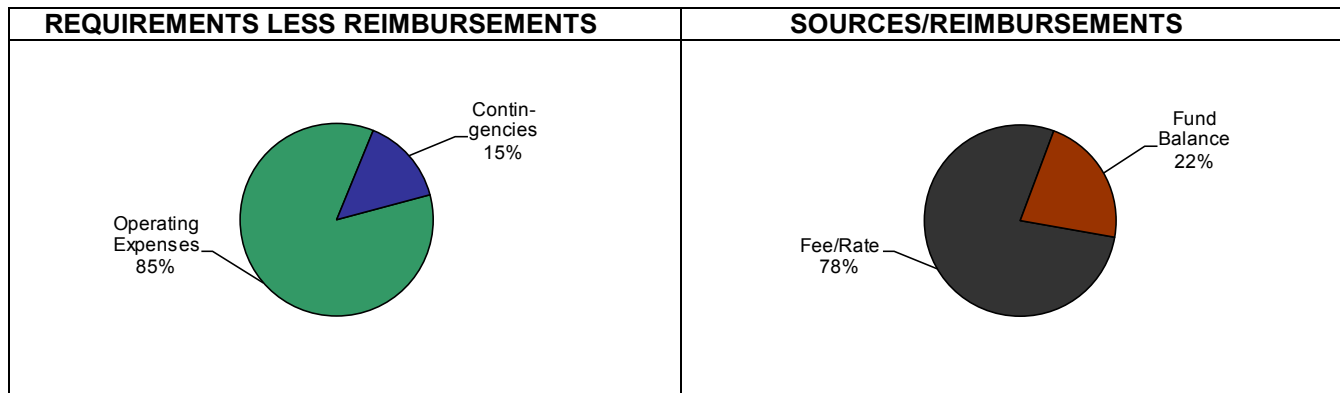 REQUIREMENTS LESS REIMBURSEMENTS
SOURCES/REIMBURSEMENTS
Contin-
gencies
15%
Operating
Expenses
85%
Fund
Balance
22%
Fee/Rate
78%